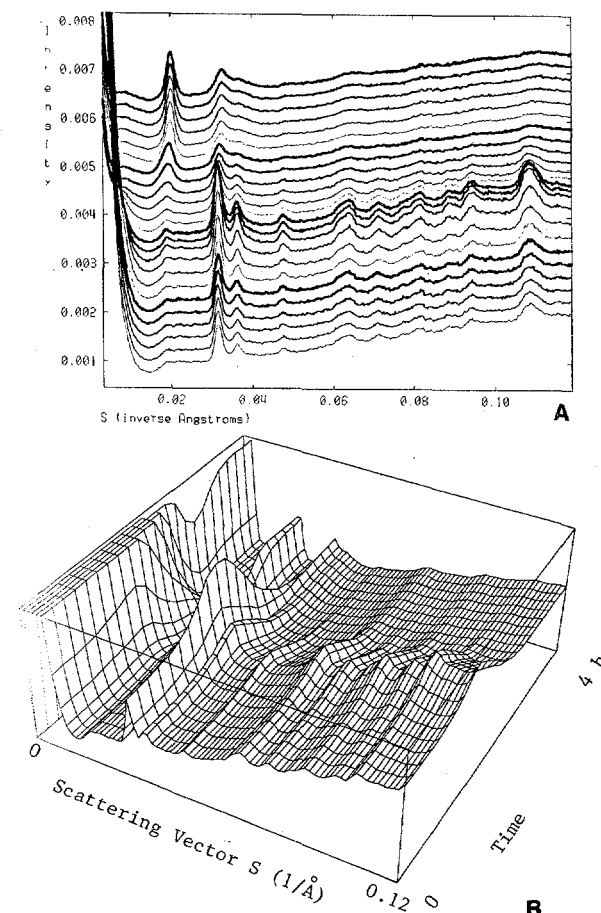 Intensity
0.008
0.007
0.006
0.005
0.004
0.003
0.002
0.001
0.02 0.04 0.06 0.08 0.10
S (inverse Angstroms)
A
0
Scattering Vector S (1/Å)
0.12
0
Time
4 h
B